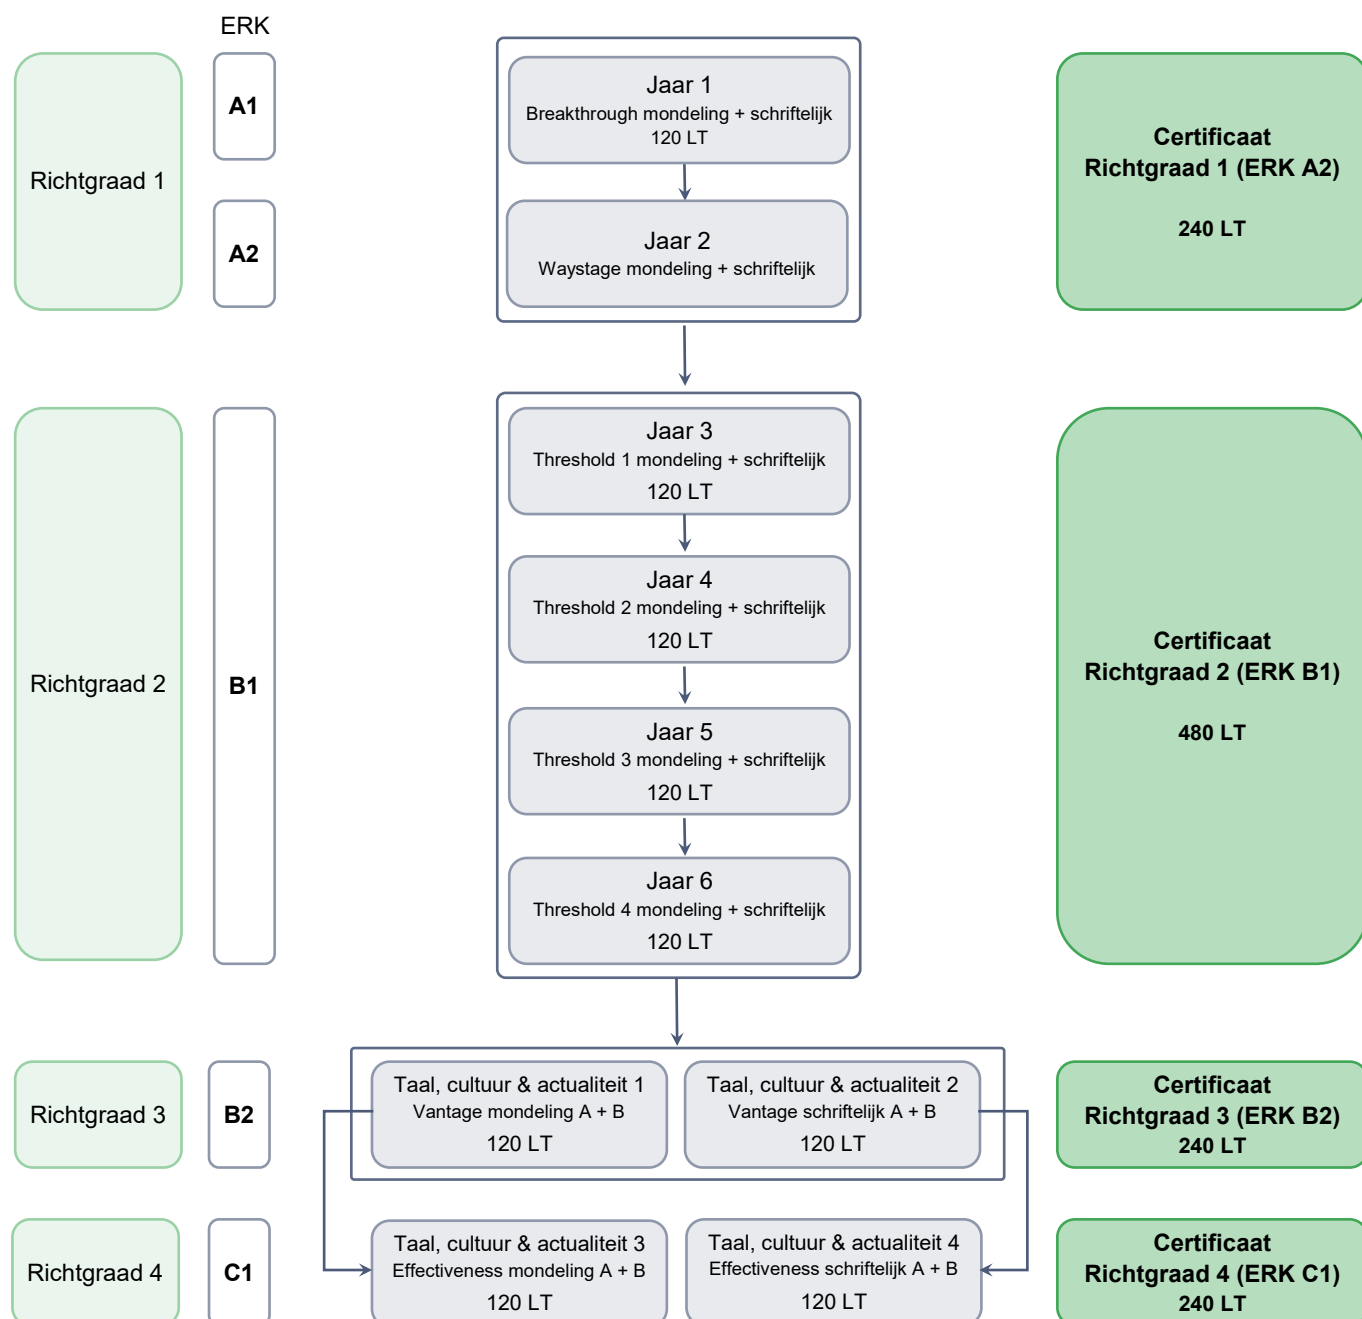 ERK
Richtgraad 1
A1
A2
Jaar 1
Breakthrough mondeling + schriftelijk
120 LT
Jaar 2
Waystage mondeling + schriftelijk
Certificaat
Richtgraad 1 (ERK A2)
240 LT
Richtgraad 2
B1
Jaar 3
Threshold 1 mondeling + schriftelijk
120 LT
Jaar 4
Threshold 2 mondeling + schriftelijk
120 LT
Jaar 5
Threshold 3 mondeling + schriftelijk
120 LT
Jaar 6
Threshold 4 mondeling + schriftelijk
120 LT
Certificaat
Richtgraad 2 (ERK B1)
480 LT
Richtgraad 3
B2
Taal, cultuur & actualiteit 1
Vantage mondeling A + B
120 LT
Taal, cultuur & actualiteit 2
Vantage schriftelijk A + B
120 LT
Certificaat
Richtgraad 3 (ERK B2)
240 LT
Richtgraad 4
C1
Taal, cultuur & actualiteit 3
Effectiveness mondeling A + B
120 LT
Taal, cultuur & actualiteit 4
Effectiveness schriftelijk A + B
120 LT
Certificaat
Richtgraad 4 (ERK C1)
240 LT